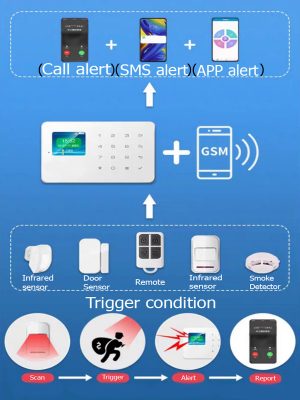 (Call alert) (SMS alert) (APP alert)
GSM
Infrared sensor
Door Sensor
Remote
Infrared sensor
Smoke Detector
Trigger condition
Scan
Trigger
Alert
Report